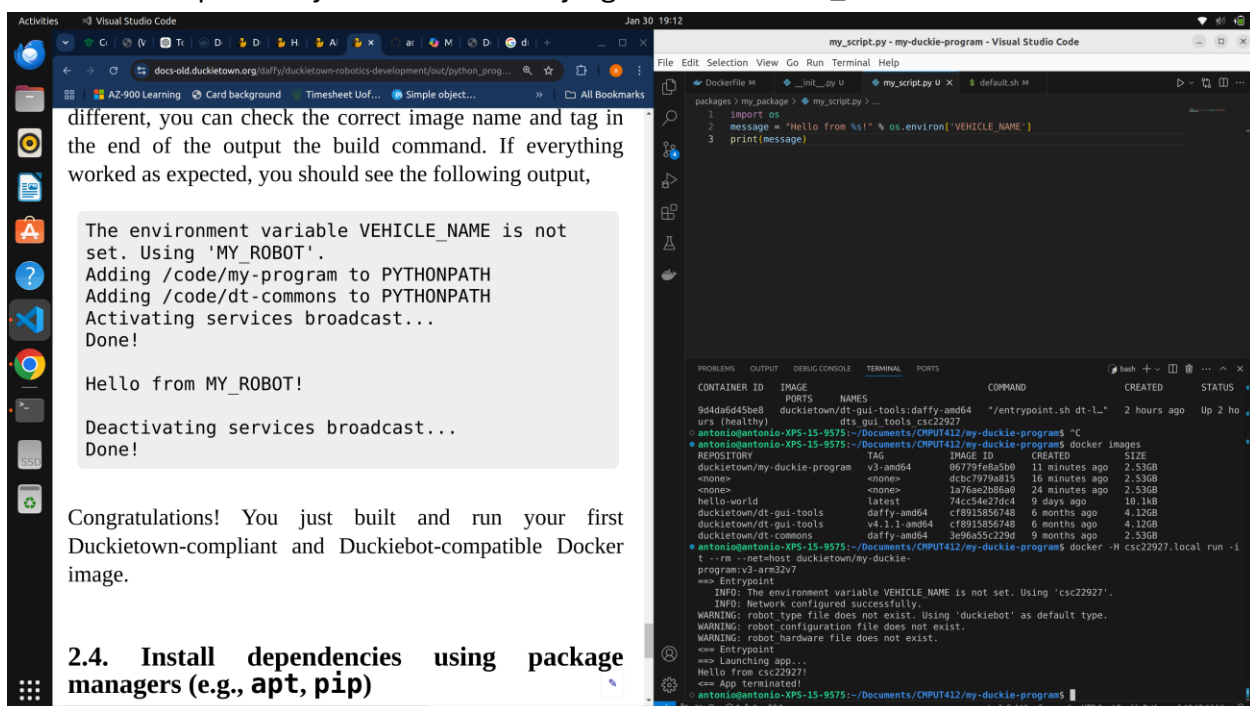 Activities
Visual Studio Code
Jan 30 19:12
docs-old.duckietown.org/daffy/duckietown-robotics-development/out/python_prog...
AZ-900 Learning
Card background
Timesheet Uof...
Simple object...
»
All Bookmarks
different, you can check the correct image name and tag in
the end of the output the build command. If everything
worked as expected, you should see the following output,
The environment variable VEHICLE_NAME is not
set. Using 'MY_ROBOT'.
Adding /code/my-program to PYTHONPATH
Adding /code/dt-commons to PYTHONPATH
Activating services broadcast...
Done!
Hello from MY_ROBOT!
Deactivating services broadcast...
Done!
Congratulations! You just built and run your first
Duckietown-compliant and Duckiebot-compatible Docker
image.
2.4. Install dependencies using package
managers (e.g., apt, pip)
my_script.py - my-duckie-program - Visual Studio Code
File Edit Selection View Go Run Terminal Help
Dockerfile M
__init__.py U
my_script.py U
$ default.sh M
packages > my_package > my_script.py > ...
1 import os
2 message = "Hello from %s!" % os.environ['VEHICLE_NAME']
3 print(message)
PROBLEMS OUTPUT DEBUG CONSOLE TERMINAL PORTS
bash
CONTAINER ID IMAGE COMMAND CREATED STATUS
PORTS NAMES
9d4da6d45be8 duckietown/dt-gui-tools:daffy-amd64 "/entrypoint.sh dt-l…" 2 hours ago Up 2 ho
urs (healthy) dts_gui_tools_csc22927
antonio@antonio-XPS-15-9575:~/Documents/CMPUT412/my-duckie-program$ ^C
antonio@antonio-XPS-15-9575:~/Documents/CMPUT412/my-duckie-program$ docker images
REPOSITORY TAG IMAGE ID CREATED SIZE
duckietown/my-duckie-program v3-amd64 06779fe8a5b0 11 minutes ago 2.53GB
<none> <none> dcbc7979a815 16 minutes ago 2.53GB
<none> <none> 1a76ae2b86a0 24 minutes ago 2.53GB
hello-world latest 74cc54e27dc4 9 days ago 10.1kB
duckietown/dt-gui-tools daffy-amd64 cf8915856748 6 months ago 4.12GB
duckietown/dt-gui-tools v4.1.1-amd64 cf8915856748 6 months ago 4.12GB
duckietown/dt-commons daffy-amd64 3e96a55c229d 9 months ago 2.53GB
antonio@antonio-XPS-15-9575:~/Documents/CMPUT412/my-duckie-program$ docker -H csc22927.local run -i
t --rm --net=host duckietown/my-duckie-
program:v3-arm32v7
==> Entrypoint
INFO: The environment variable VEHICLE_NAME is not set. Using 'csc22927'.
INFO: Network configured successfully.
WARNING: robot_type file does not exist. Using 'duckiebot' as default type.
WARNING: robot_configuration file does not exist.
WARNING: robot_hardware file does not exist.
<== Entrypoint
==> Launching app...
Hello from csc22927!
<== App terminated!
antonio@antonio-XPS-15-9575:~/Documents/CMPUT412/my-duckie-program$